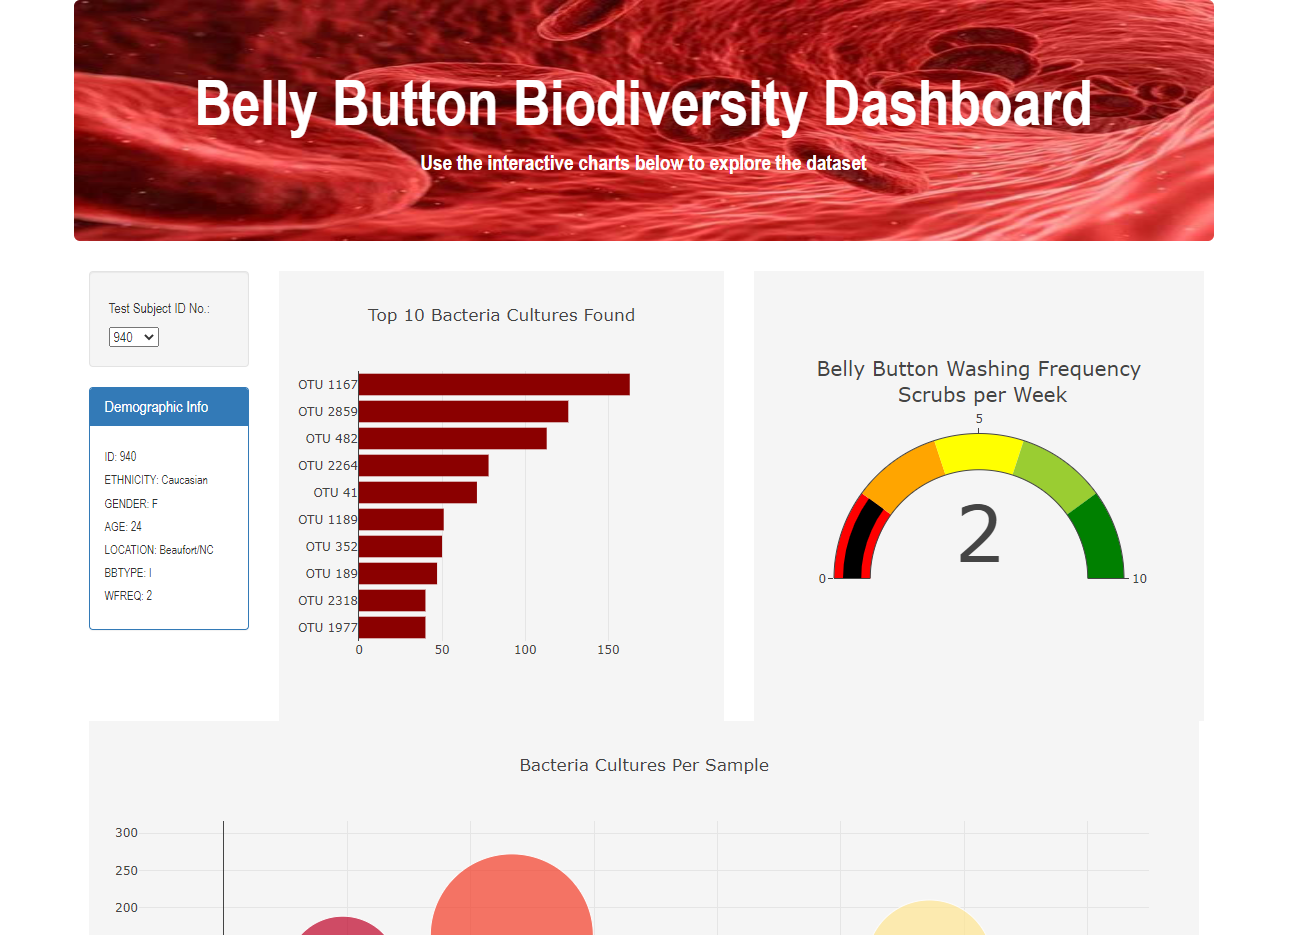 Belly Button Biodiversity Dashboard
Use the interactive charts below to explore the dataset
Test Subject ID No.:
940
Demographic Info
ID: 940
ETHNICITY: Caucasian
GENDER: F
AGE: 24
LOCATION: Beaufort/NC
BBTYPE: I
WFREQ: 2
Top 10 Bacteria Cultures Found
OTU 1167
OTU 2859
OTU 482
OTU 2264
OTU 41
OTU 1189
OTU 352
OTU 189
OTU 2318
OTU 1977
0 50 100 150
Belly Button Washing Frequency
Scrubs per Week
5
2
0 10
Bacteria Cultures Per Sample
300
250
200